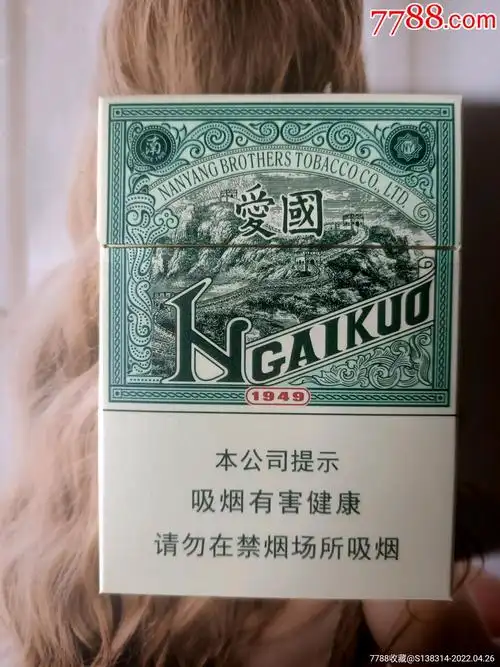 7788.com
南
NANYANG BROTHERS TOBACCO CO., LTD.
愛國
NGAIKUO
1949
本公司提示
吸烟有害健康
请勿在禁烟场所吸烟
7788收藏@S138314-2022.04.26